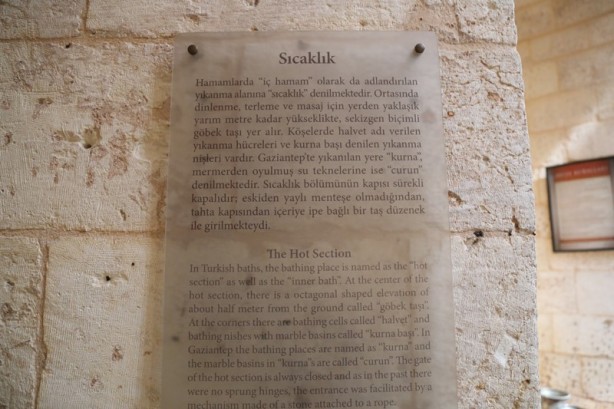 Sıcaklık
Hamamlarda "iç hamam" olarak da adlandırılan
yıkanma alanına "sıcaklık" denilmektedir. Ortasında
dinlenme, terleme ve masaj için yerden yaklaşık
yarım metre kadar yükseklikte, sekizgen biçimli
göbek taşı yer alır. Köşelerde halvet adı verilen
yıkanma hücreleri ve kurna başı denilen yıkanma
nişleri vardır. Gaziantep'te yıkanılan yere "kurna",
mermerden oyulmuş su teknelerine ise "curun"
denilmektedir. Sıcaklık bölümünün kapısı sürekli
kapalıdır; eskiden yaylı menteşe olmadığından,
tahta kapısından içeriye ipe bağlı bir taş düzenek
ile girilmekteydi.
The Hot Section
In Turkish baths, the bathing place is named as the "hot
section" as well as the "inner bath". At the center of the
hot section, there is a octagonal shaped elevation of
about half meter from the ground called "göbek taşı".
At the corners there are bathing cells called "halvet" and
bathing nishes with marble basins called "kurna başı". In
Gaziantep the bathing places are named as "kurna" and
the marble basins in "kurna"s are called "curun". The gate
of the hot section is always closed and as in the past there
were no sprung hinges, the entrance was facilitated by a
mechanism made of a stone attached to a rope.